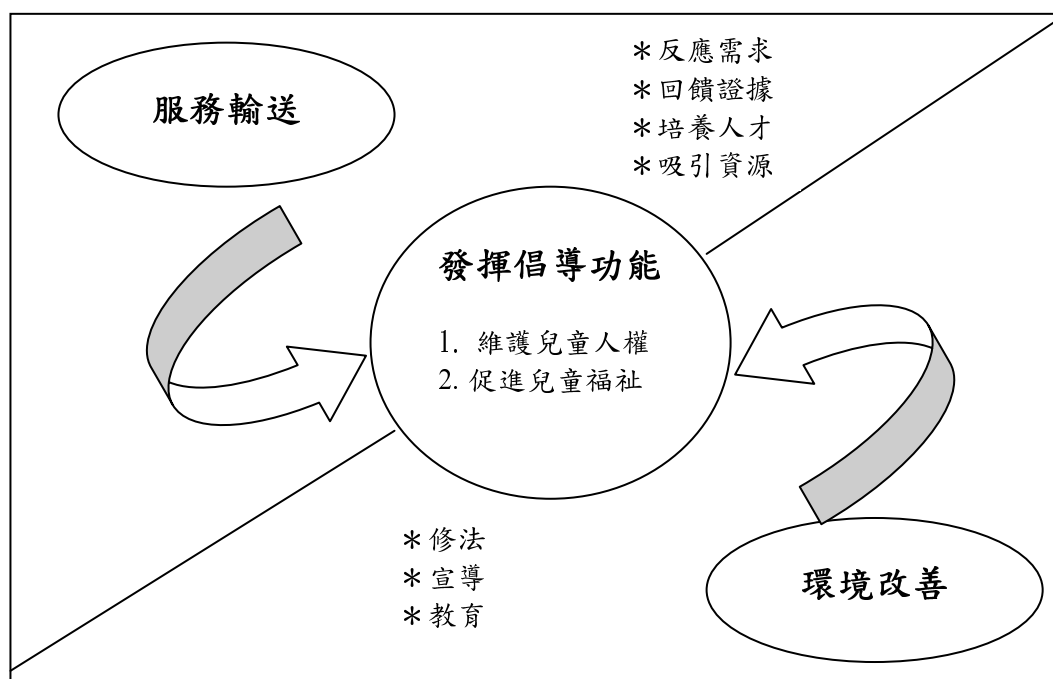 服務輸送
＊反應需求
＊回饋證據
＊培養人才
＊吸引資源
發揮倡導功能
1. 維護兒童人權
2. 促進兒童福祉
＊修法
＊宣導
＊教育
環境改善